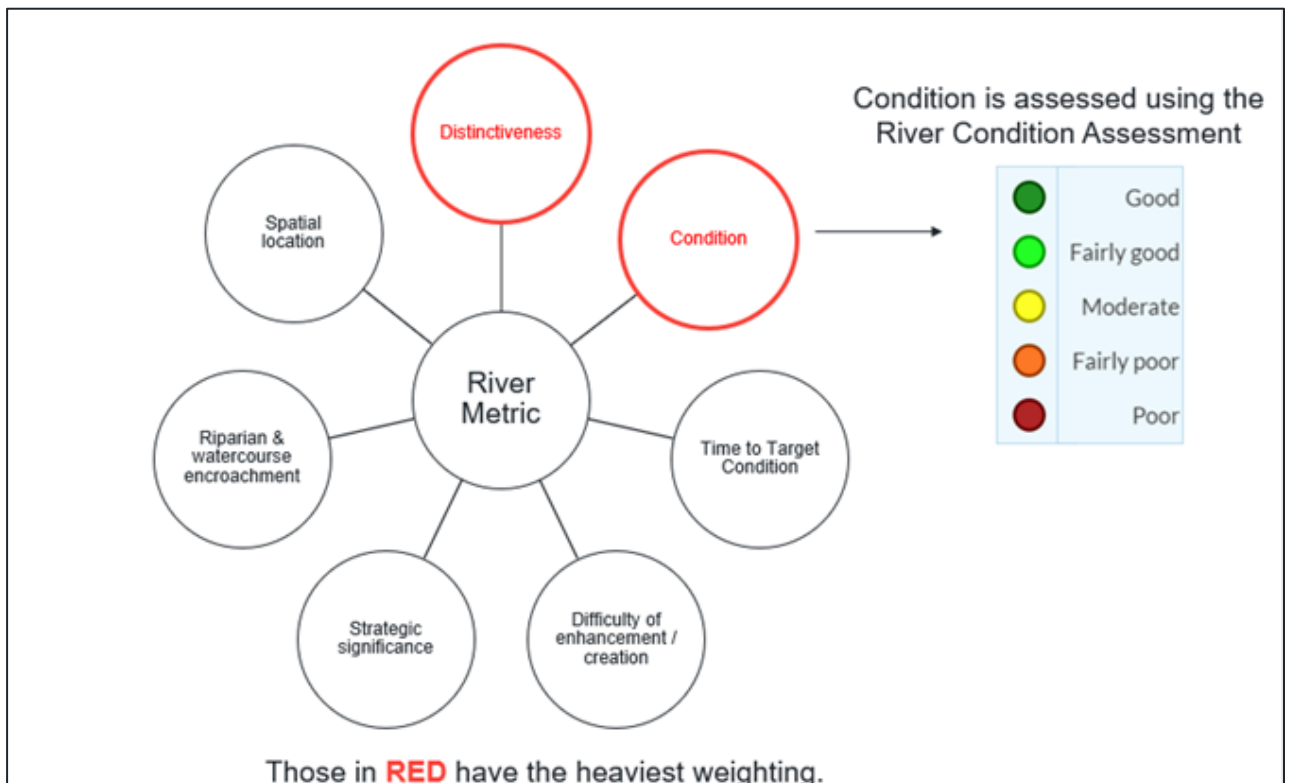 Distinctiveness
Condition is assessed using the
River Condition Assessment
Spatial
location
Condition
Good
Fairly good
Moderate
Fairly poor
Poor
River
Metric
Riparian &
watercourse
encroachment
Time to Target
Condition
Strategic
significance
Difficulty of
enhancement /
creation
Those in RED have the heaviest weighting.